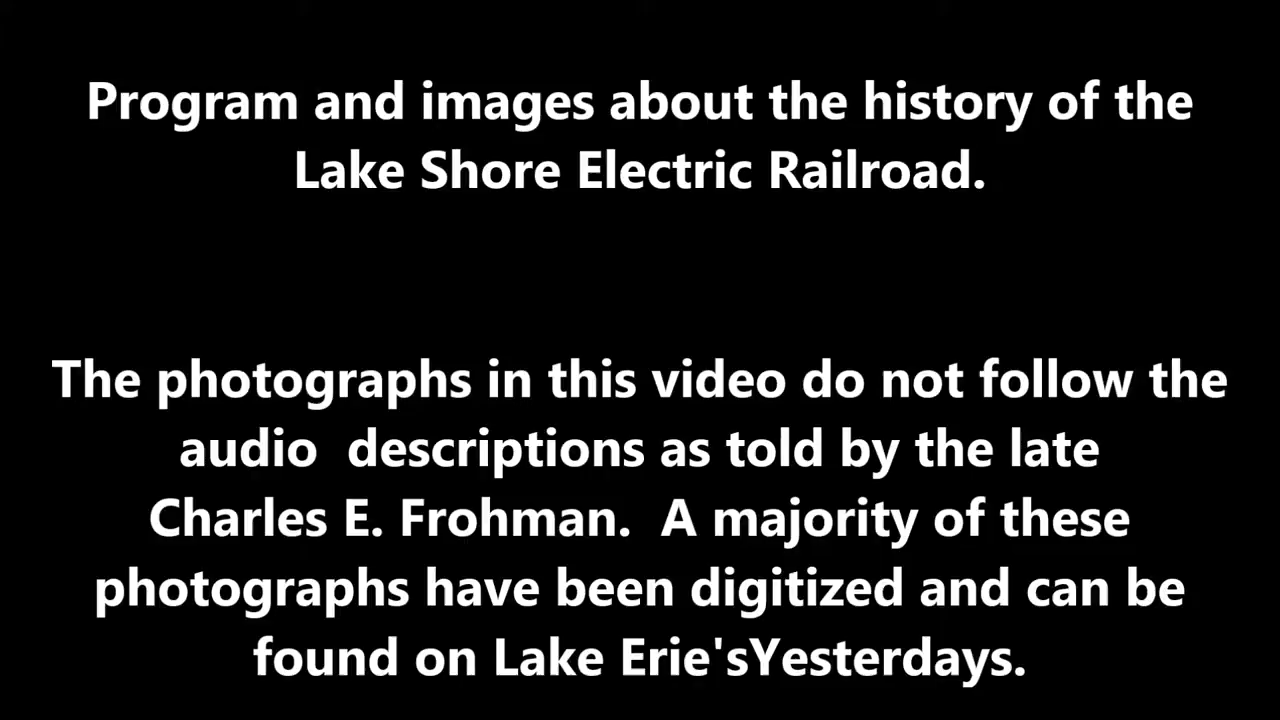 Program and images about the history of the
Lake Shore Electric Railroad.
The photographs in this video do not follow the
audio  descriptions as told by the late
Charles E. Frohman.  A majority of these
photographs have been digitized and can be
found on Lake Erie'sYesterdays.